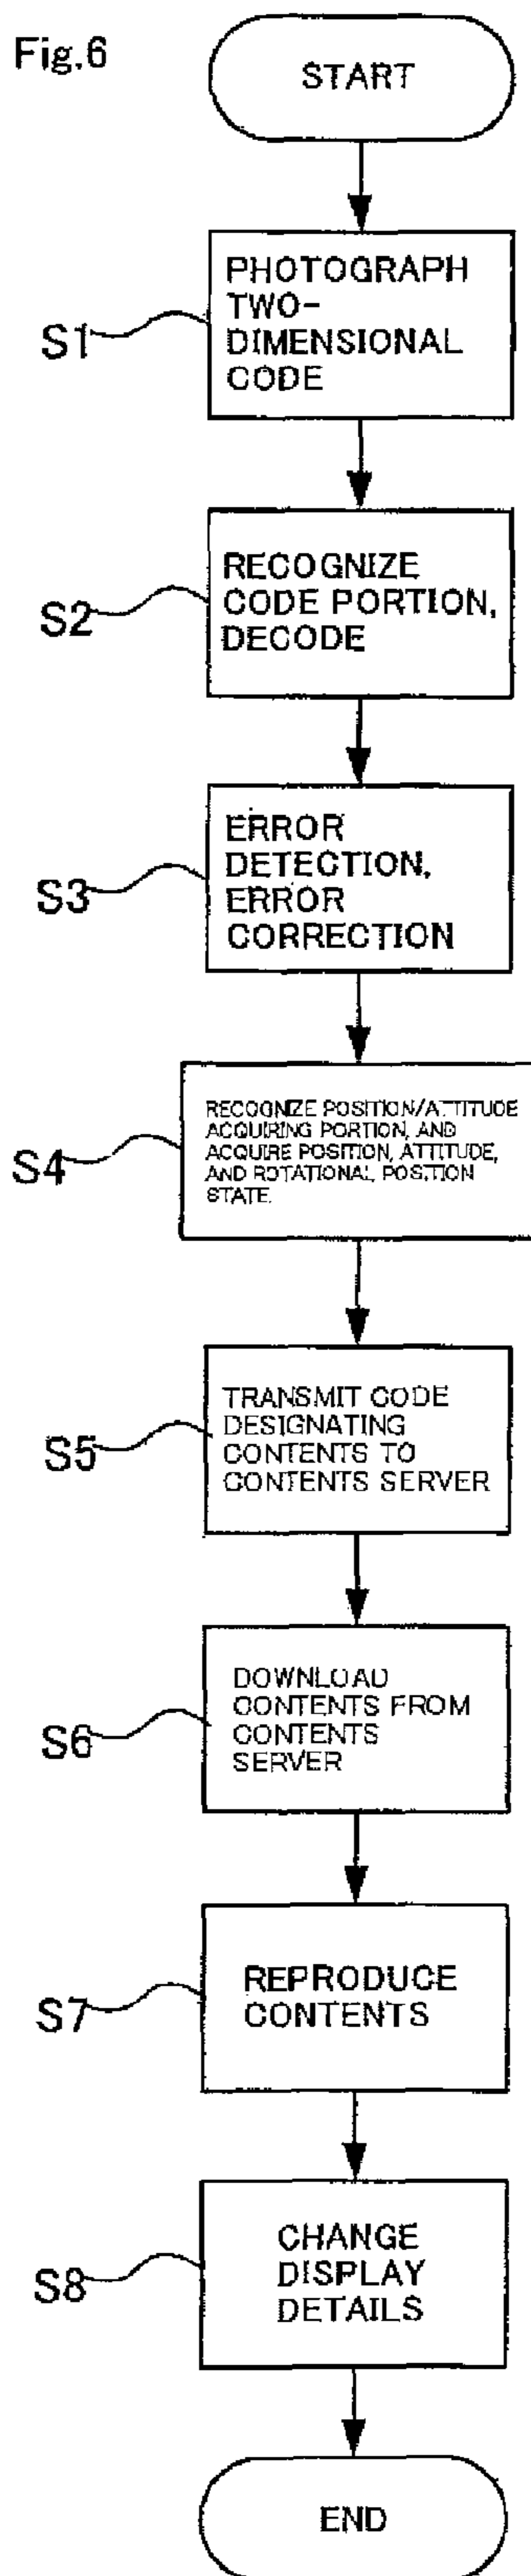 Fig.6
START
S1
PHOTOGRAPH
TWO-
DIMENSIONAL
CODE
S2
RECOGNIZE
CODE PORTION,
DECODE
S3
ERROR
DETECTION,
ERROR
CORRECTION
S4
RECOGNIZE POSITION/ATTITUDE
ACQUIRING PORTION, AND
ACQUIRE POSITION, ATTITUDE,
AND ROTATIONAL POSITION
STATE.
S5
TRANSMIT CODE
DESIGNATING
CONTENTS TO
CONTENTS SERVER
S6
DOWNLOAD
CONTENTS FROM
CONTENTS
SERVER
S7
REPRODUCE
CONTENTS
S8
CHANGE
DISPLAY
DETAILS
END